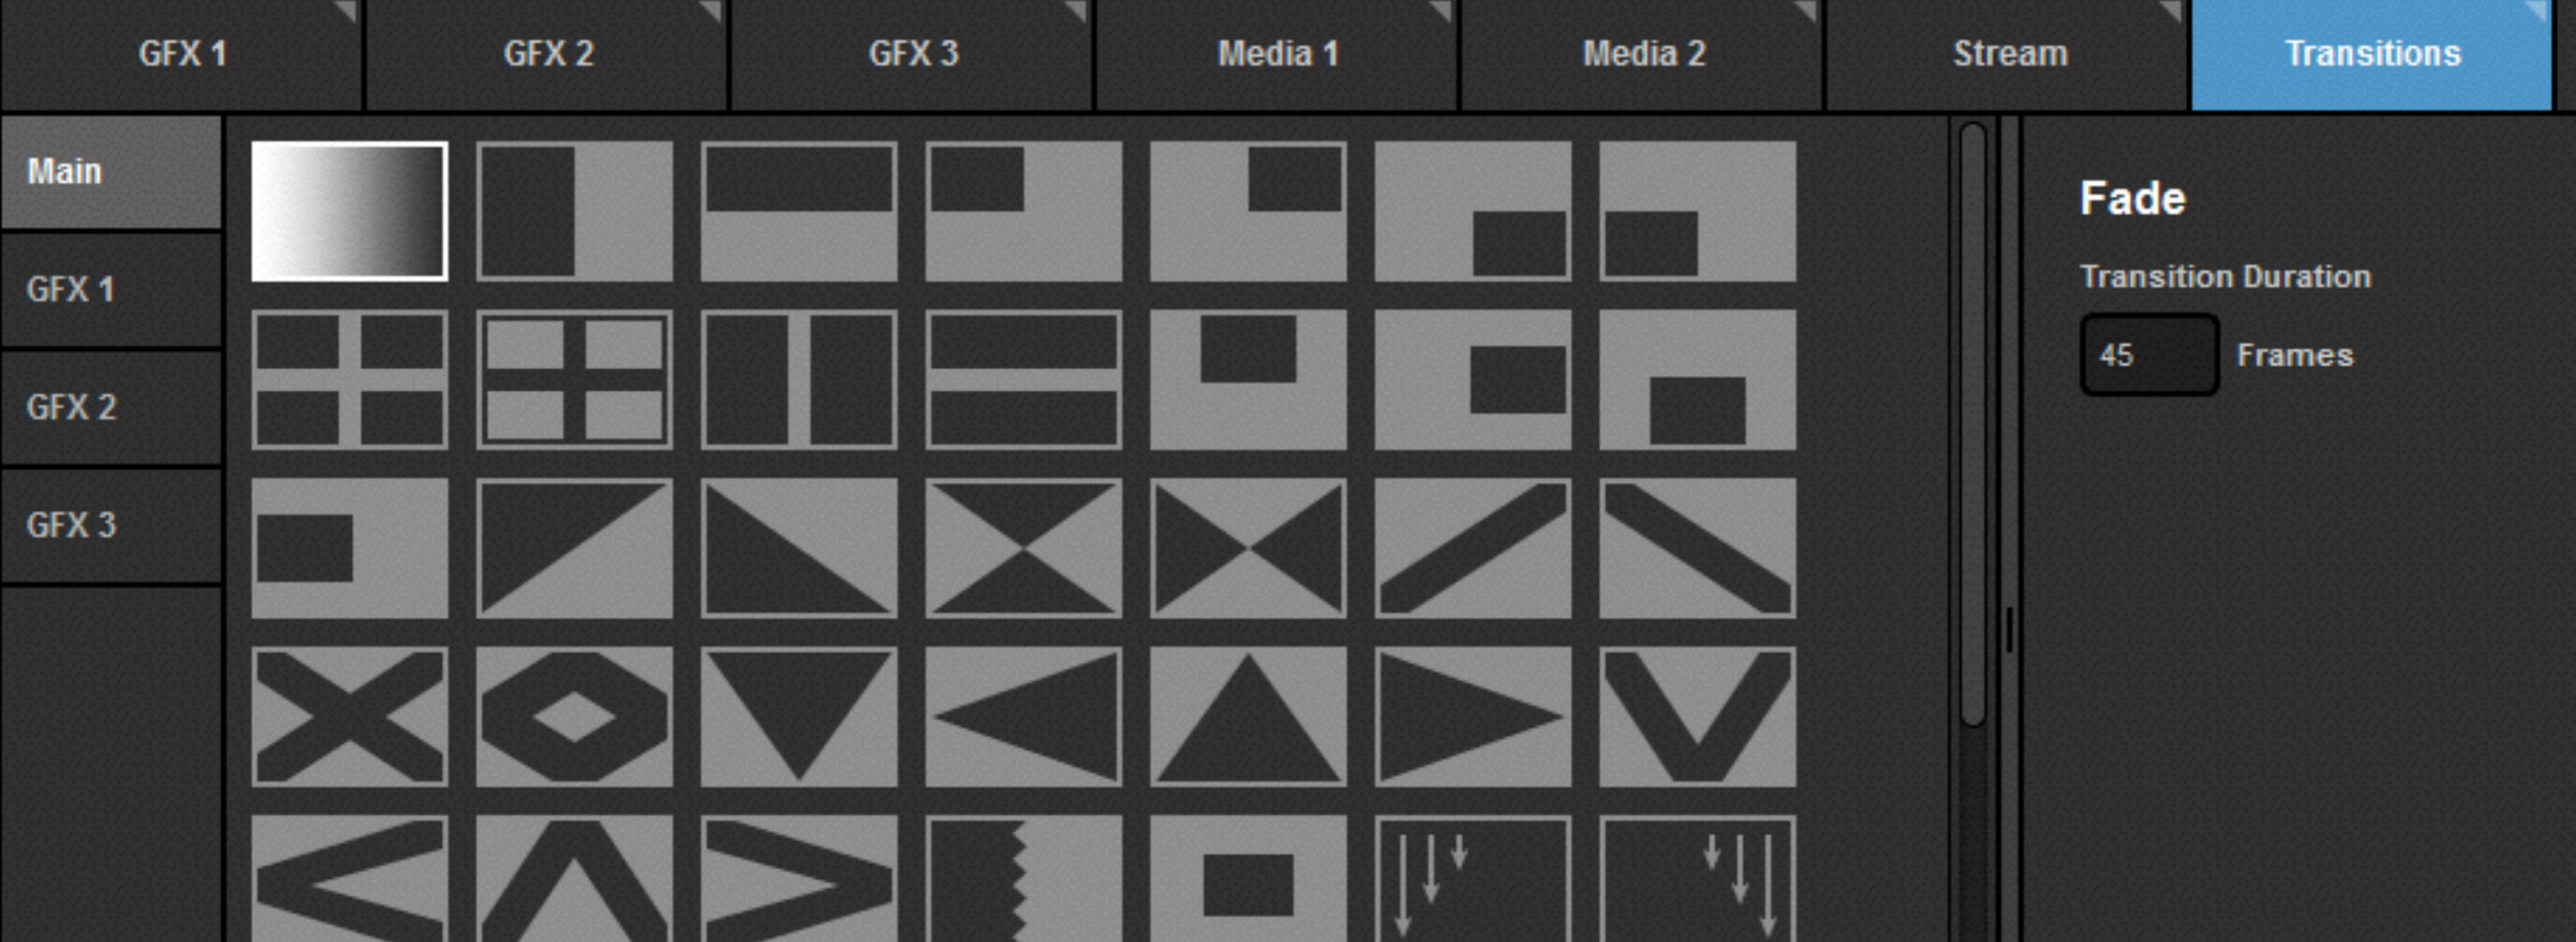 GFX 1
GFX 2
GFX 3
Media 1
Media 2
Stream
Transitions
Main
GFX 1
GFX 2
GFX 3
Fade
Transition Duration
45 Frames